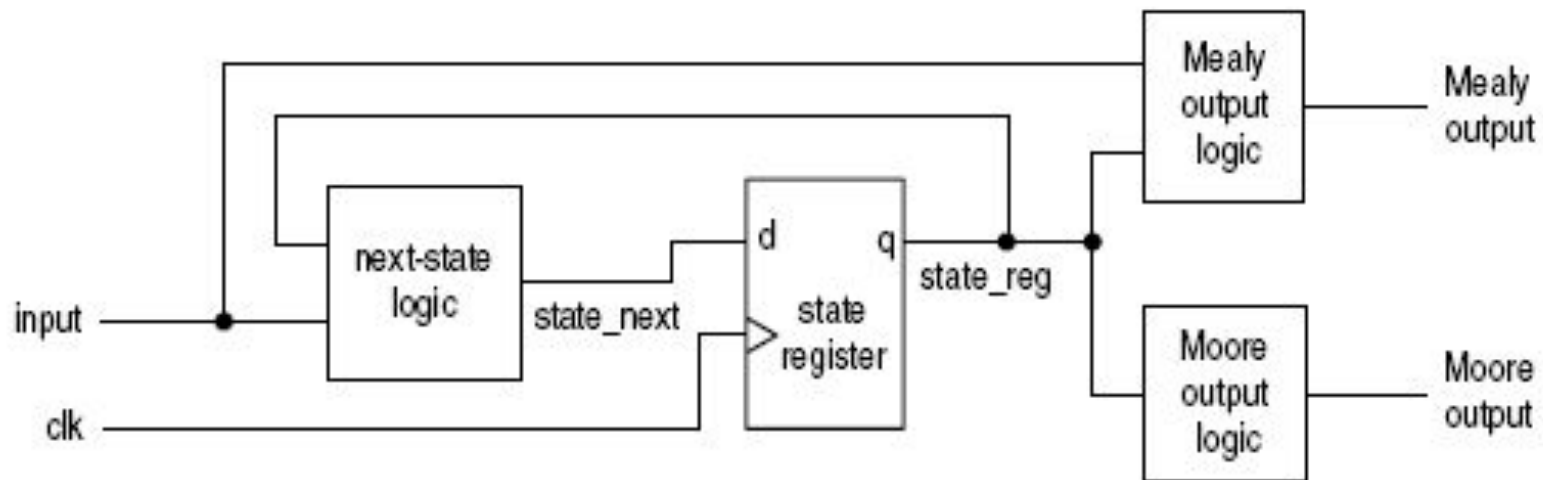 Mealy
output
logic
Mealy
output
next-state
logic
d
q
state
register
state_next
state_reg
input
clk
Moore
output
logic
Moore
output